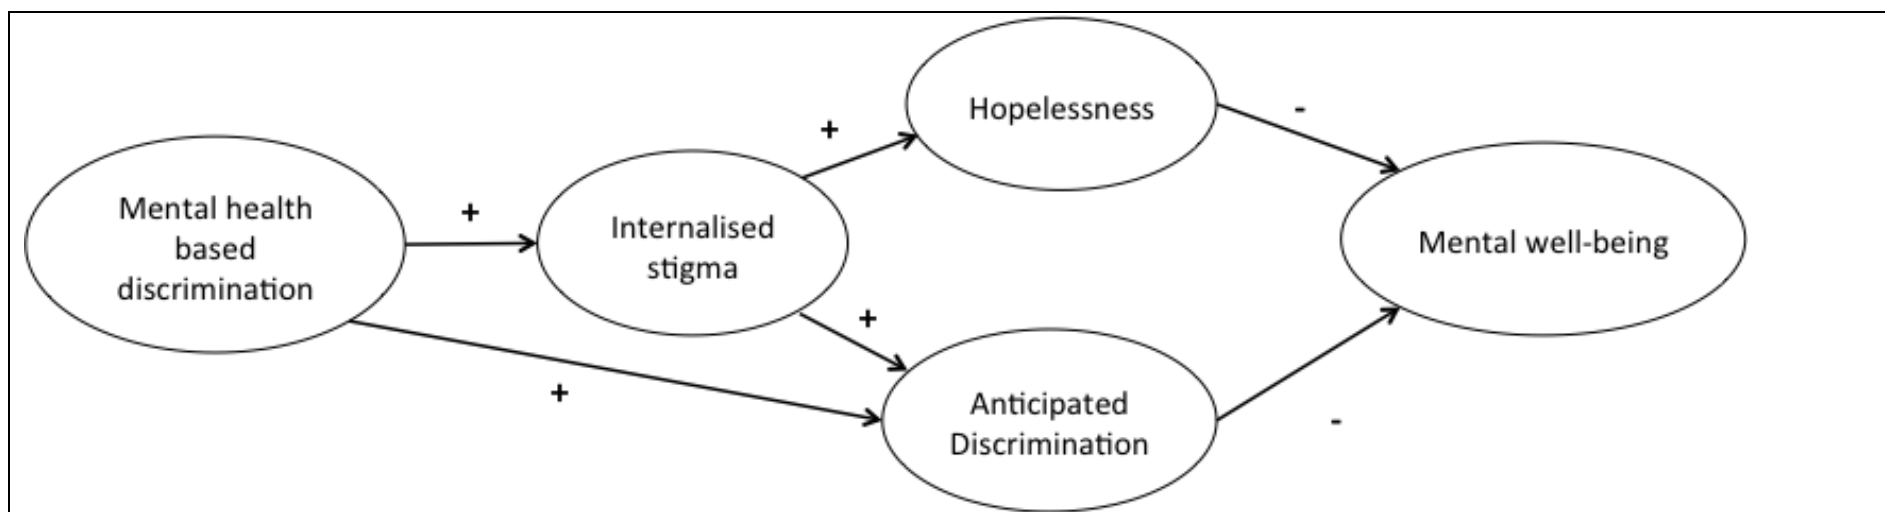 Mental health
based
discrimination
+
Internalised
stigma
+
Hopelessness
-
+
+
Anticipated
Discrimination
-
Mental well-being